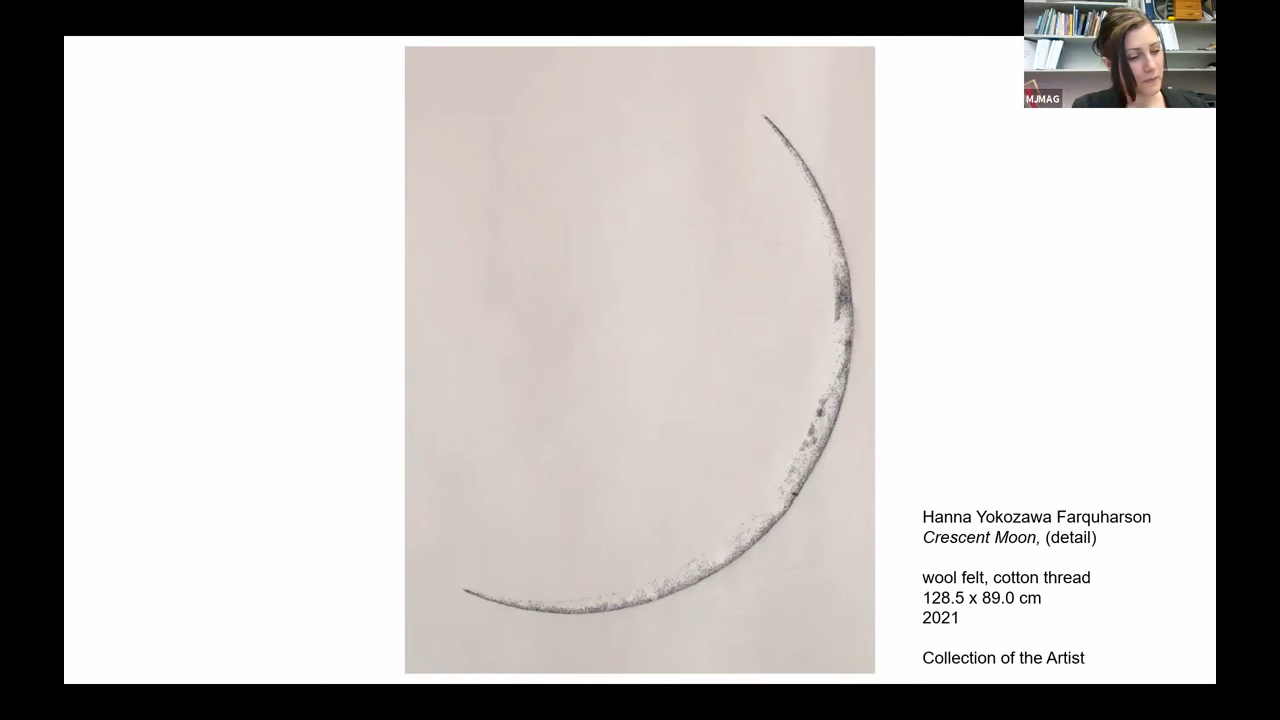 MJMAG
Hanna Yokozawa Farquharson
Crescent Moon, (detail)
wool felt, cotton thread
128.5 x 89.0 cm
2021
Collection of the Artist